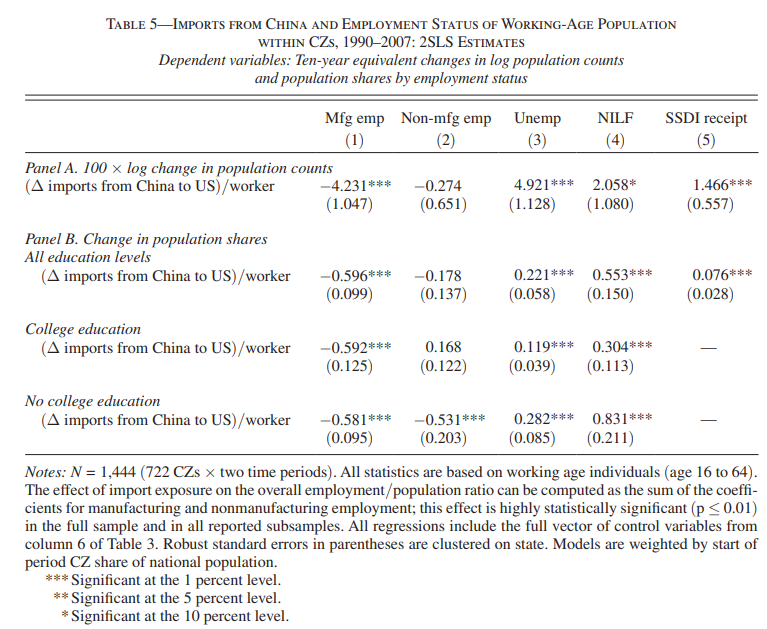 TABLE 5—IMPORTS FROM CHINA AND EMPLOYMENT STATUS OF WORKING-AGE POPULATION
WITHIN CZS, 1990–2007: 2SLS ESTIMATES
Dependent variables: Ten-year equivalent changes in log population counts
and population shares by employment status
Mfg emp Non-mfg emp Unemp NILF SSDI receipt
(1) (2) (3) (4) (5)
Panel A. 100 × log change in population counts
(Δ imports from China to US)/worker −4.231*** −0.274 4.921*** 2.058* 1.466***
(1.047) (0.651) (1.128) (1.080) (0.557)
Panel B. Change in population shares
All education levels
(Δ imports from China to US)/worker −0.596*** −0.178 0.221*** 0.553*** 0.076***
(0.099) (0.137) (0.058) (0.150) (0.028)
College education
(Δ imports from China to US)/worker −0.592*** 0.168 0.119*** 0.304*** —
(0.125) (0.122) (0.039) (0.113)
No college education
(Δ imports from China to US)/worker −0.581*** −0.531*** 0.282*** 0.831*** —
(0.095) (0.203) (0.085) (0.211)
Notes: N = 1,444 (722 CZs × two time periods). All statistics are based on working age individuals (age 16 to 64).
The effect of import exposure on the overall employment/population ratio can be computed as the sum of the coeffi-
cients for manufacturing and nonmanufacturing employment; this effect is highly statistically significant (p ≤ 0.01)
in the full sample and in all reported subsamples. All regressions include the full vector of control variables from
column 6 of Table 3. Robust standard errors in parentheses are clustered on state. Models are weighted by start of
period CZ share of national population.
*** Significant at the 1 percent level.
** Significant at the 5 percent level.
* Significant at the 10 percent level.